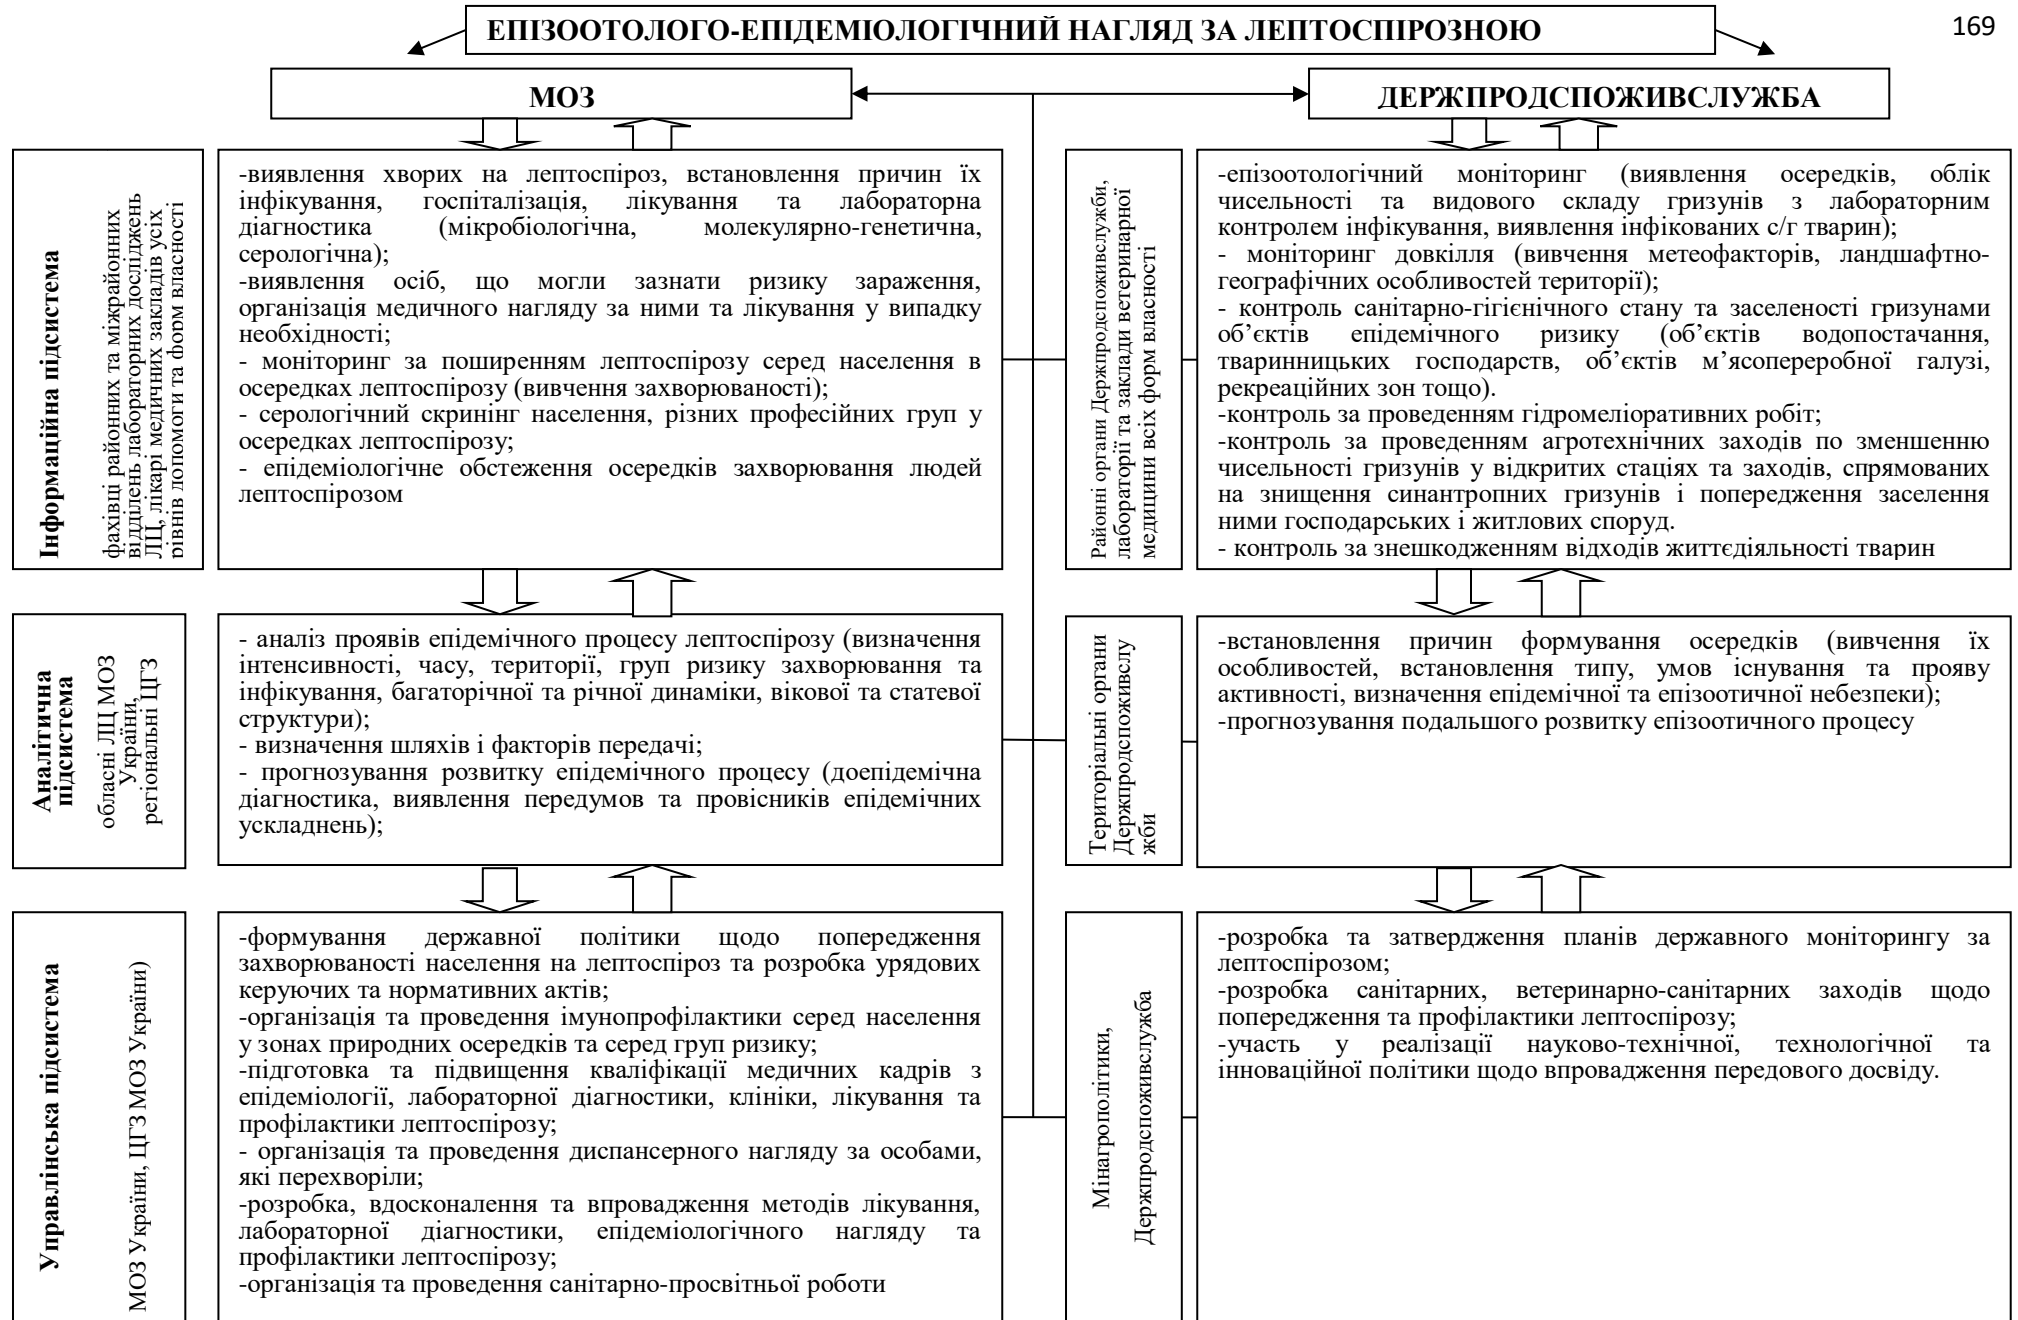 169
ЕПІЗООТОЛОГО-ЕПІДЕМІОЛОГІЧНИЙ НАГЛЯД ЗА ЛЕПТОСПІРОЗНОЮ
МОЗ
ДЕРЖПРОДСПОЖИВСЛУЖБА
Інформаційна підсистема
фахівці районних та міжрайонних
відділень лабораторних досліджень
ЛЦ, лікарі медичних закладів усіх
рівнів допомоги та форм власності
-виявлення хворих на лептоспіроз, встановлення причин їх
інфікування, госпіталізація, лікування та лабораторна
діагностика (мікробіологічна, молекулярно-генетична,
серологічна);
-виявлення осіб, що могли зазнати ризику зараження,
організація медичного нагляду за ними та лікування у випадку
необхідності;
- моніторинг за поширенням лептоспірозу серед населення в
осередках лептоспірозу (вивчення захворюваності);
- серологічний скринінг населення, різних професійних груп у
осередках лептоспірозу;
- епідеміологічне обстеження осередків захворювання людей
лептоспірозом
Районні органи Держпродспоживслужби,
лабораторії та заклади ветеринарної
медицини всіх форм власності
-епізоотологічний моніторинг (виявлення осередків, облік
чисельності та видового складу гризунів з лабораторним
контролем інфікування, виявлення інфікованих с/г тварин);
- моніторинг довкілля (вивчення метеофакторів, ландшафтно-
географічних особливостей території);
- контроль санітарно-гігієнічного стану та заселеності гризунами
об’єктів епідемічного ризику (об’єктів водопостачання,
тваринницьких господарств, об’єктів м’ясопереробної галузі,
рекреаційних зон тощо).
-контроль за проведенням гідромеліоративних робіт;
-контроль за проведенням агротехнічних заходів по зменшенню
чисельності гризунів у відкритих стаціях та заходів, спрямованих
на знищення синантропних гризунів і попередження заселення
ними господарських і житлових споруд.
- контроль за знешкодженням відходів життєдіяльності тварин
Аналітична
підсистема
обласні ЛЦ МОЗ
України,
регіональні ЦГЗ
- аналіз проявів епідемічного процесу лептоспірозу (визначення
інтенсивності, часу, території, груп ризику захворювання та
інфікування, багаторічної та річної динаміки, вікової та статевої
структури);
- визначення шляхів і факторів передачі;
- прогнозування розвитку епідемічного процесу (доепідемічна
діагностика, виявлення передумов та провісників епідемічних
ускладнень);
Територіальні органи
Держпродспоживслу
жби
-встановлення причин формування осередків (вивчення їх
особливостей, встановлення типу, умов існування та прояву
активності, визначення епідемічної та епізоотичної небезпеки);
-прогнозування подальшого розвитку епізоотичного процесу
Управлінська підсистема
МОЗ України, ЦГЗ МОЗ України)
-формування державної політики щодо попередження
захворюваності населення на лептоспіроз та розробка урядових
керуючих та нормативних актів;
-організація та проведення імунопрофілактики серед населення
у зонах природних осередків та серед груп ризику;
-підготовка та підвищення кваліфікації медичних кадрів з
епідеміології, лабораторної діагностики, клініки, лікування та
профілактики лептоспірозу;
- організація та проведення диспансерного нагляду за особами,
які перехворіли;
-розробка, вдосконалення та впровадження методів лікування,
лабораторної діагностики, епідеміологічного нагляду та
профілактики лептоспірозу;
-організація та проведення санітарно-просвітньої роботи
Мінагрополітики,
Держпродспоживслужба
-розробка та затвердження планів державного моніторингу за
лептоспірозом;
-розробка санітарних, ветеринарно-санітарних заходів щодо
попередження та профілактики лептоспірозу;
-участь у реалізації науково-технічної, технологічної та
інноваційної політики щодо впровадження передового досвіду.